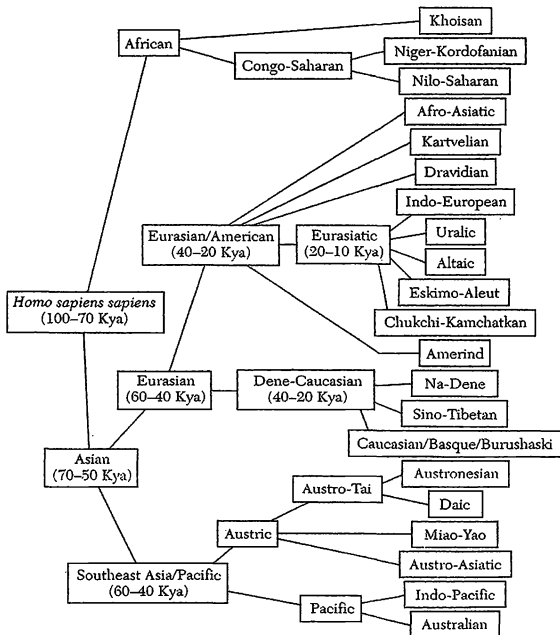 Khoisan
African
Niger-Kordofanian
Congo-Saharan
Nilo-Saharan
Afro-Asiatic
Kartvelian
Dravidian
Indo-European
Eurasian/American
(40–20 Kya)
Eurasiatic
(20–10 Kya)
Uralic
Altaic
Eskimo-Aleut
Homo sapiens sapiens
(100–70 Kya)
Chukchi-Kamchatkan
Amerind
Eurasian
(60–40 Kya)
Dene-Caucasian
(40–20 Kya)
Na-Dene
Sino-Tibetan
Caucasian/Basque/Burushaski
Asian
(70–50 Kya)
Austronesian
Austro-Tai
Daic
Austric
Miao-Yao
Austro-Asiatic
Southeast Asia/Pacific
(60–40 Kya)
Indo-Pacific
Pacific
Australian